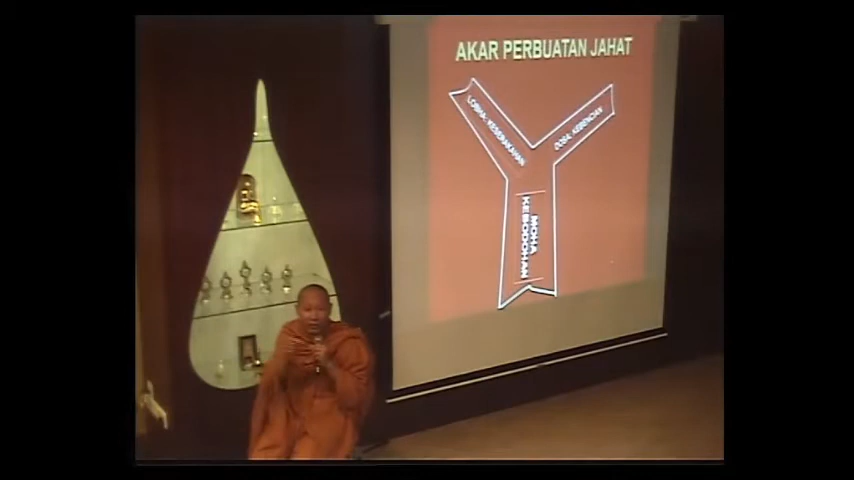 AKAR PERBUATAN JAHAT
LOBHA: KESERAKAHAN
DOSA: KEBENCIAN
MOHA:
KEBODOHAN